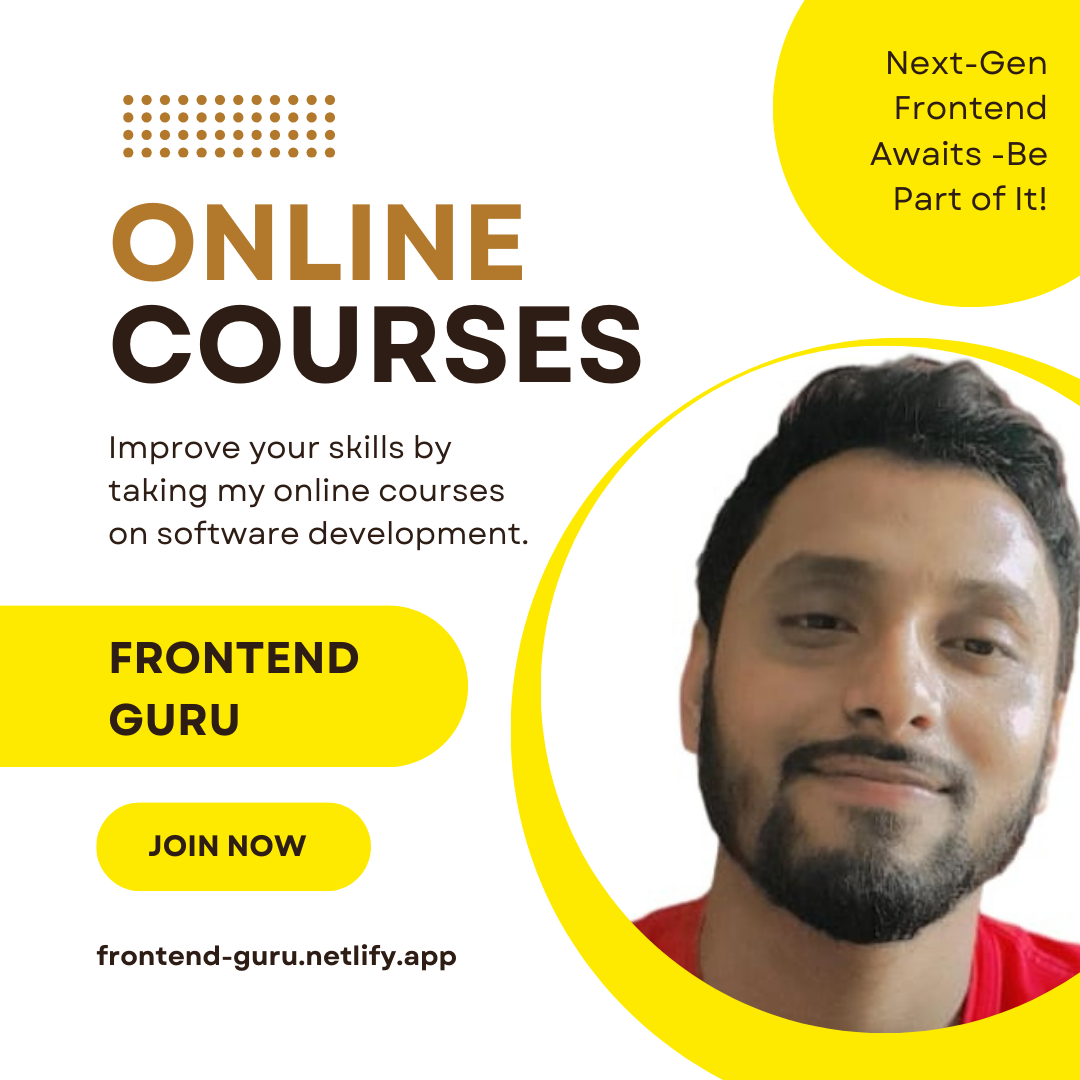 Next-Gen
Frontend
Awaits -Be
Part of It!
ONLINE
COURSES
Improve your skills by
taking my online courses
on software development.
FRONTEND
GURU
JOIN NOW
frontend-guru.netlify.app